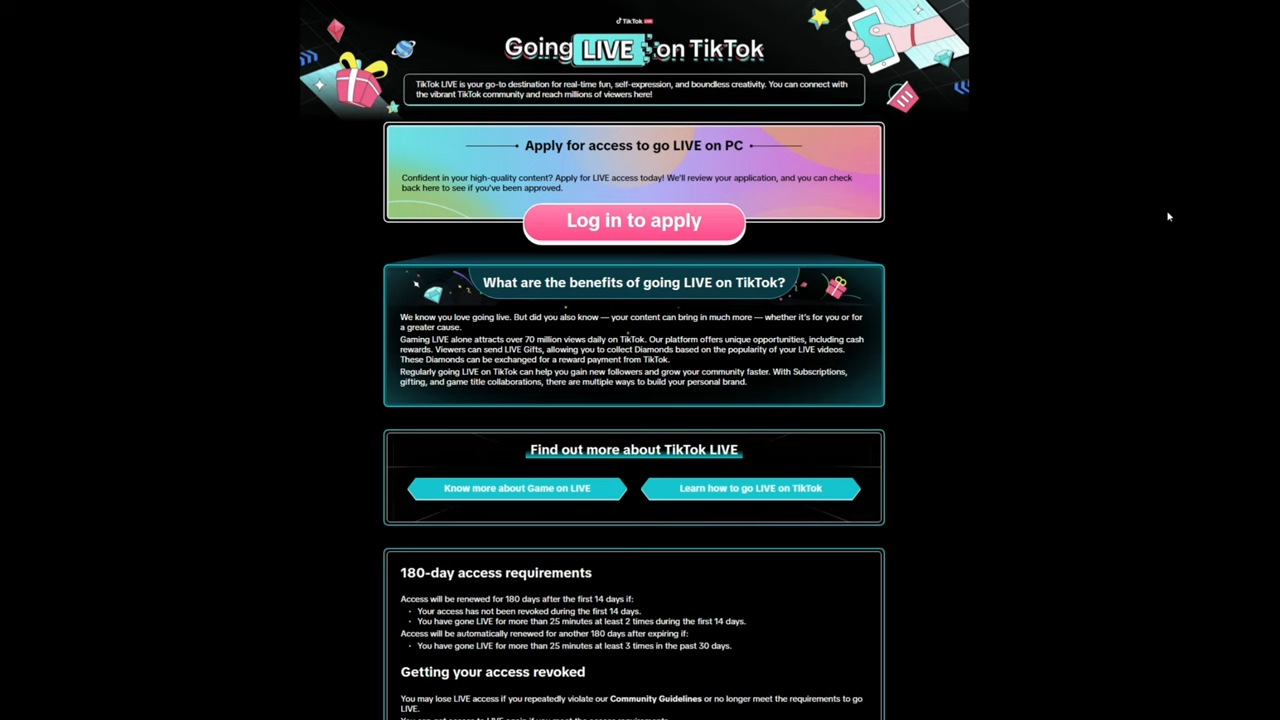 TikTok LIVE
Going LIVE on TikTok
TikTok LIVE is your go-to destination for real-time fun, self-expression, and boundless creativity. You can connect with
the vibrant TikTok community and reach millions of viewers here!
Apply for access to go LIVE on PC
Confident in your high-quality content? Apply for LIVE access today! We'll review your application, and you can check
back here to see if you've been approved.
Log in to apply
What are the benefits of going LIVE on TikTok?
We know you love going live. But did you also know — your content can bring in much more — whether it's for you or for
a greater cause.
Gaming LIVE alone attracts over 70 million views daily on TikTok. Our platform offers unique opportunities, including cash
rewards. Viewers can send LIVE Gifts, allowing you to collect Diamonds based on the popularity of your LIVE videos.
These Diamonds can be exchanged for a reward payment from TikTok.
Regularly going LIVE on TikTok can help you gain new followers and grow your community faster. With Subscriptions,
gifting, and game title collaborations, there are multiple ways to build your personal brand.
Find out more about TikTok LIVE
Know more about Game on LIVE
Learn how to go LIVE on TikTok
180-day access requirements
Access will be renewed for 180 days after the first 14 days if:
• Your access has not been revoked during the first 14 days.
• You have gone LIVE for more than 25 minutes at least 2 times during the first 14 days.
Access will be automatically renewed for another 180 days after expiring if:
• You have gone LIVE for more than 25 minutes at least 3 times in the past 30 days.
Getting your access revoked
You may lose LIVE access if you repeatedly violate our Community Guidelines or no longer meet the requirements to go
LIVE.